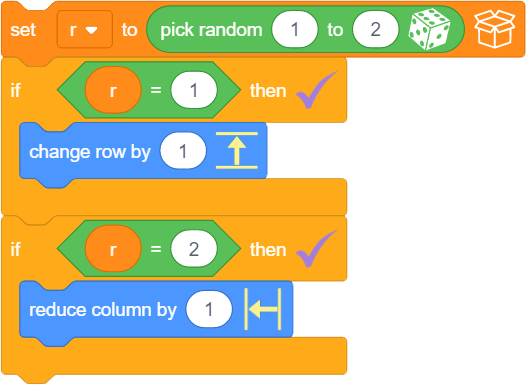 set r to pick random 1 to 2
if r = 1 then
change row by 1
if r = 2 then
reduce column by 1